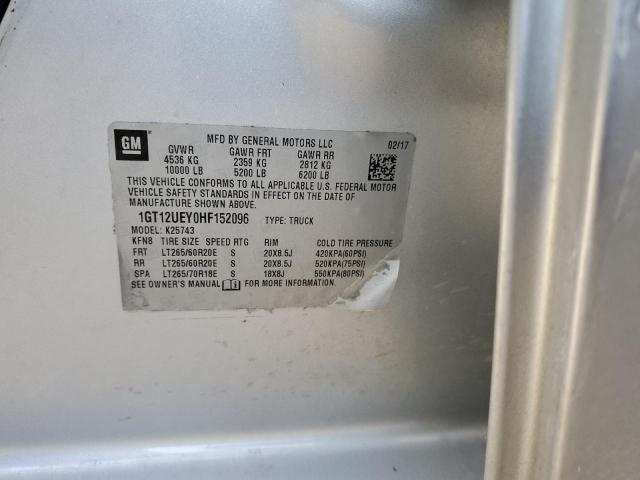 GM
MFD BY GENERAL MOTORS LLC
02/17
GVWR GAWR FRT GAWR RR
4536 KG 2359 KG 2812 KG
10000 LB 5200 LB 6200 LB
THIS VEHICLE CONFORMS TO ALL APPLICABLE U.S. FEDERAL MOTOR
VEHICLE SAFETY STANDARDS IN EFFECT ON THE DATE OF
MANUFACTURE SHOWN ABOVE.
1GT12UEY0HF152096 TYPE: TRUCK
MODEL: K25743
KFN8 TIRE SIZE SPEED RTG RIM COLD TIRE PRESSURE
FRT LT265/60R20E S 20X8.5J 420KPA(60PSI)
RR LT265/60R20E S 20X8.5J 520KPA(75PSI)
SPA LT265/70R18E S 18X8J 550KPA(80PSI)
SEE OWNER'S MANUAL FOR MORE INFORMATION.